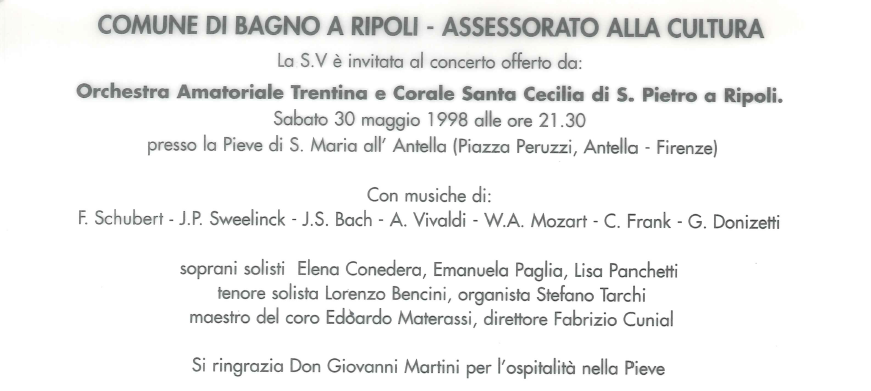 COMUNE DI BAGNO A RIPOLI - ASSESSORATO ALLA CULTURA
La S.V è invitata al concerto offerto da:
Orchestra Amatoriale Trentina e Corale Santa Cecilia di S. Pietro a Ripoli.
Sabato 30 maggio 1998 alle ore 21.30
presso la Pieve di S. Maria all' Antella (Piazza Peruzzi, Antella - Firenze)
Con musiche di:
F. Schubert - J.P. Sweelinck - J.S. Bach - A. Vivaldi - W.A. Mozart - C. Frank - G. Donizetti
soprani solisti Elena Conedera, Emanuela Paglia, Lisa Panchetti
tenore solista Lorenzo Bencini, organista Stefano Tarchi
maestro del coro Edoardo Materassi, direttore Fabrizio Cunial
Si ringrazia Don Giovanni Martini per l'ospitalità nella Pieve